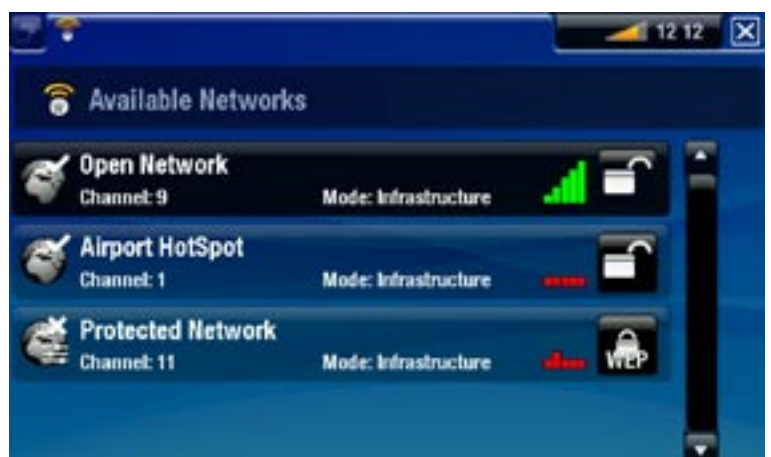 12 12
Available Networks
Open Network
Channel: 9 Mode: Infrastructure
Airport HotSpot
Channel: 1 Mode: Infrastructure
Protected Network
Channel: 11 Mode: Infrastructure
WEP